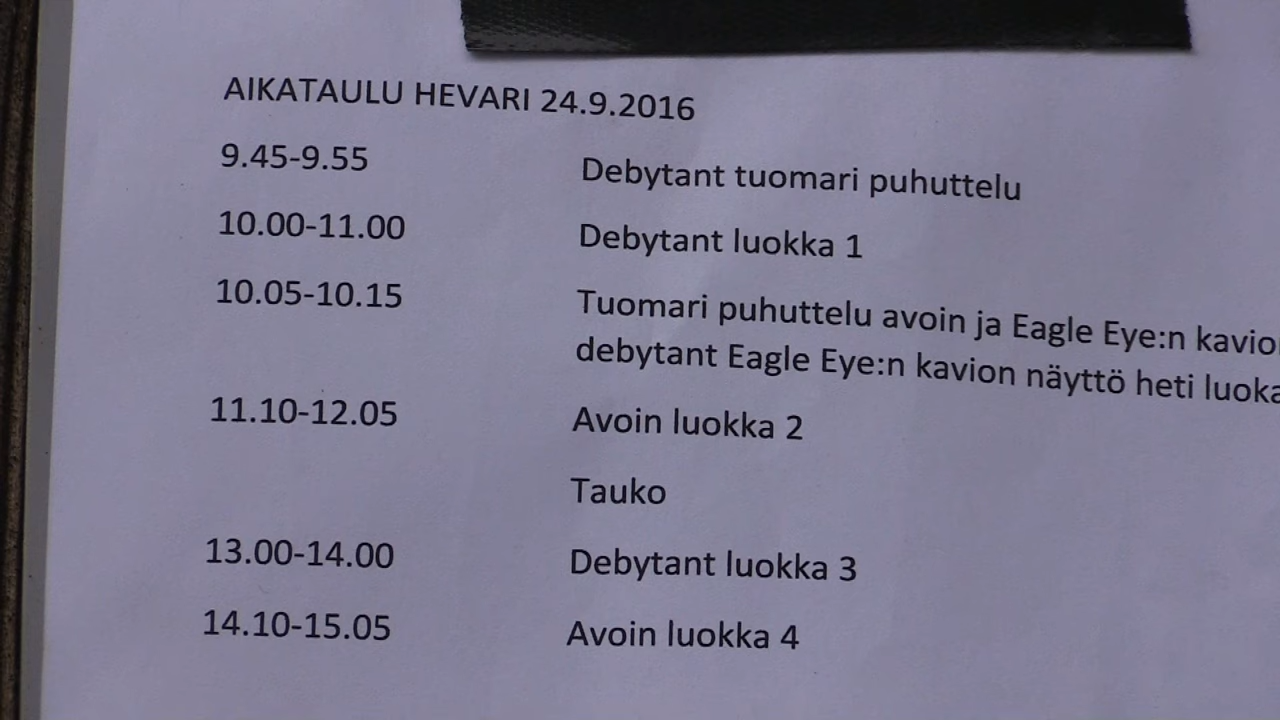 AIKATAULU HEVARI 24.9.2016
9.45-9.55 Debytant tuomari puhuttelu
10.00-11.00 Debytant luokka 1
10.05-10.15 Tuomari puhuttelu avoin ja Eagle Eye:n
debytant Eagle Eye:n kavion näyttö heti
11.10-12.05 Avoin luokka 2
Tauko
13.00-14.00 Debytant luokka 3
14.10-15.05 Avoin luokka 4